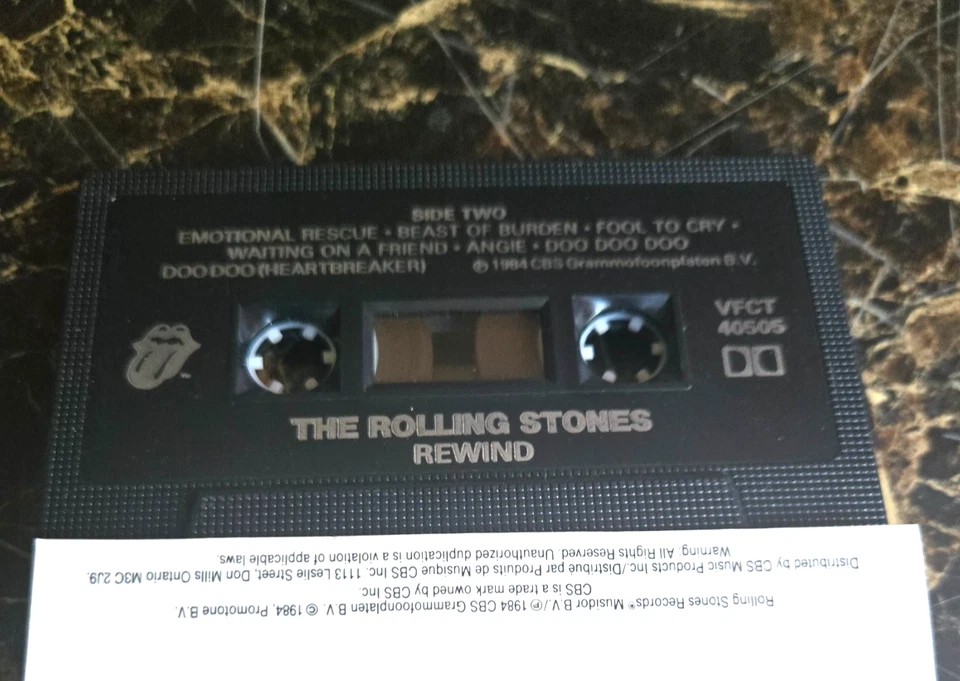 SIDE TWO
EMOTIONAL RESCUE • BEAST OF BURDEN • FOOL TO CRY •
WAITING ON A FRIEND • ANGIE • DOO DOO DOO
DOO DOO (HEARTBREAKER) ℗ 1984 CBS Grammofoonplaten B.V.
VFCT
40505
THE ROLLING STONES
REWIND
Rolling Stones Records® Musidor B.V./℗ 1984 CBS Grammofoonplaten B.V. © 1984, Promotone B.V.
CBS is a trade mark owned by CBS Inc.
Distributed by CBS Music Products Inc./Distribué par Produits de Musique CBS Inc. 1113 Leslie Street, Don Mills Ontario M3C 2J9.
Warning: All Rights Reserved. Unauthorized duplication is a violation of applicable laws.